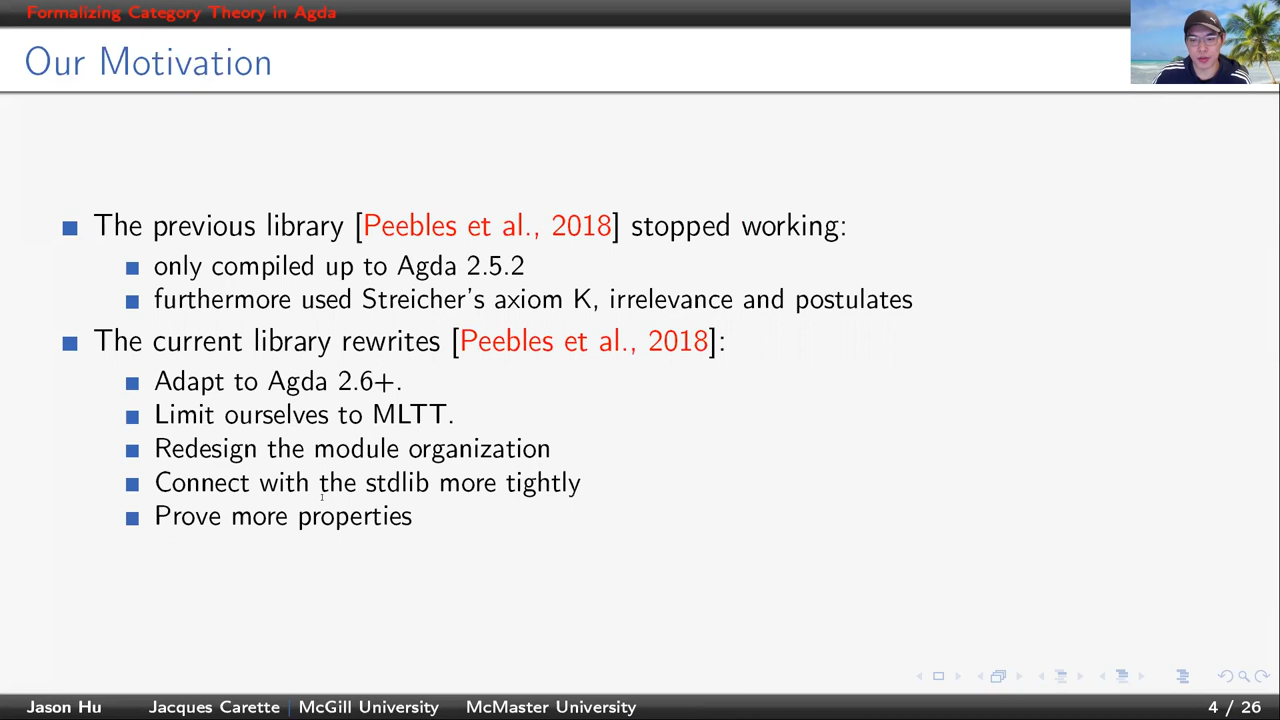 Formalizing Category Theory in Agda
Our Motivation
The previous library [Peebles et al., 2018] stopped working:
only compiled up to Agda 2.5.2
furthermore used Streicher's axiom K, irrelevance and postulates
The current library rewrites [Peebles et al., 2018]:
Adapt to Agda 2.6+.
Limit ourselves to MLTT.
Redesign the module organization
Connect with the stdlib more tightly
Prove more properties
Jason Hu Jacques Carette | McGill University McMaster University 4 / 26